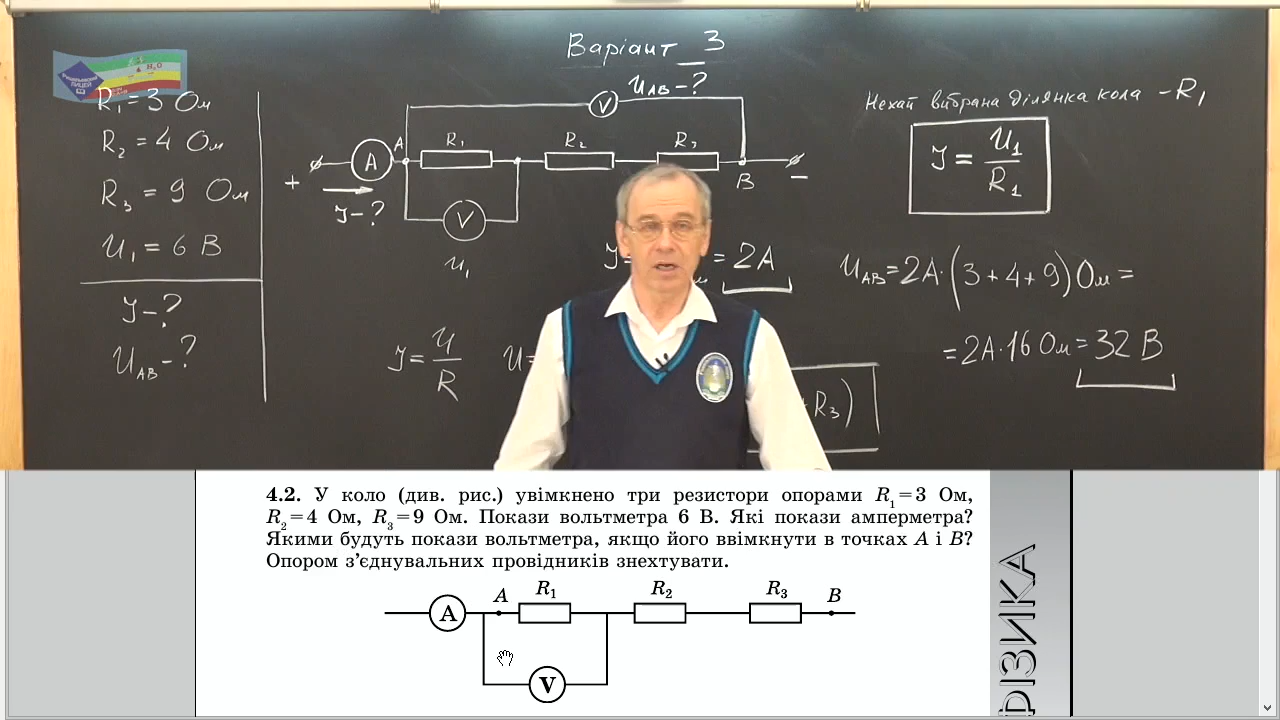 Варіант 3
R₁ = 3 Ом
R₂ = 4 Ом
R₃ = 9 Ом
U₁ = 6 В
I – ?
U_AB – ?
U_AB – ?
V
+
A
A
R₁
R₂
R₃
B
–
I – ?
V
U₁
I =
= 2A
I = U/R
U =
R₃)
Нехай вибрана ділянка кола – R₁
I = U₁/R₁
U_AB = 2A·(3+4+9)Ом =
= 2A·16 Ом = 32 В
4.2. У коло (див. рис.) увімкнено три резистори опорами R₁=3 Ом,
R₂=4 Ом, R₃=9 Ом. Покази вольтметра 6 В. Які покази амперметра?
Якими будуть покази вольтметра, якщо його ввімкнути в точках A і B?
Опором з’єднувальних провідників знехтувати.
A
A
R₁
R₂
R₃
B
V
ФІЗИКА